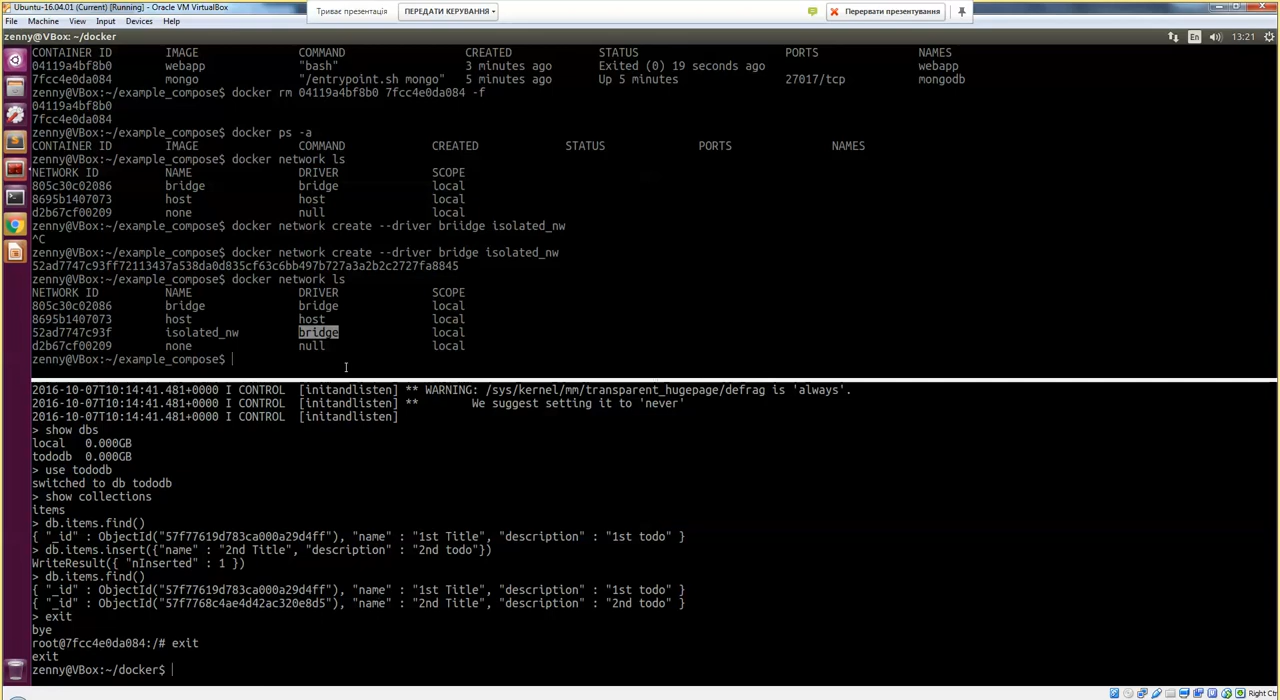 Ubuntu-16.04.01 (Current) [Running] - Oracle VM VirtualBox
Триває презентація
ПЕРЕДАТИ КЕРУВАННЯ
Перервати презентування
File Machine View Input Devices Help
zenny@VBox: ~/docker
En 13:21
CONTAINER ID IMAGE COMMAND CREATED STATUS PORTS NAMES
04119a4bf8b0 webapp "bash" 3 minutes ago Exited (0) 19 seconds ago webapp
7fcc4e0da084 mongo "/entrypoint.sh mongo" 5 minutes ago Up 5 minutes 27017/tcp mongodb
zenny@VBox:~/example_compose$ docker rm 04119a4bf8b0 7fcc4e0da084 -f
04119a4bf8b0
7fcc4e0da084
zenny@VBox:~/example_compose$ docker ps -a
CONTAINER ID IMAGE COMMAND CREATED STATUS PORTS NAMES
zenny@VBox:~/example_compose$ docker network ls
NETWORK ID NAME DRIVER SCOPE
805c30c02086 bridge bridge local
8695b1407073 host host local
d2b67cf00209 none null local
zenny@VBox:~/example_compose$ docker network create --driver briidge isolated_nw
^C
zenny@VBox:~/example_compose$ docker network create --driver bridge isolated_nw
52ad7747c93ff72113437a538da0d835cf63c6bb497b727a3a2b2c2727fa8845
zenny@VBox:~/example_compose$ docker network ls
NETWORK ID NAME DRIVER SCOPE
805c30c02086 bridge bridge local
8695b1407073 host host local
52ad7747c93f isolated_nw bridge local
d2b67cf00209 none null local
zenny@VBox:~/example_compose$
2016-10-07T10:14:41.481+0000 I CONTROL [initandlisten] ** WARNING: /sys/kernel/mm/transparent_hugepage/defrag is 'always'.
2016-10-07T10:14:41.481+0000 I CONTROL [initandlisten] ** We suggest setting it to 'never'
2016-10-07T10:14:41.481+0000 I CONTROL [initandlisten]
> show dbs
local 0.000GB
tododb 0.000GB
> use tododb
switched to db tododb
> show collections
items
> db.items.find()
{ "_id" : ObjectId("57f77619d783ca000a29d4ff"), "name" : "1st Title", "description" : "1st todo" }
> db.items.insert({"name" : "2nd Title", "description" : "2nd todo"})
WriteResult({ "nInserted" : 1 })
> db.items.find()
{ "_id" : ObjectId("57f77619d783ca000a29d4ff"), "name" : "1st Title", "description" : "1st todo" }
{ "_id" : ObjectId("57f7768c4ae4d42ac320e8d5"), "name" : "2nd Title", "description" : "2nd todo" }
> exit
bye
root@7fcc4e0da084:/# exit
exit
zenny@VBox:~/docker$
Right Ctr